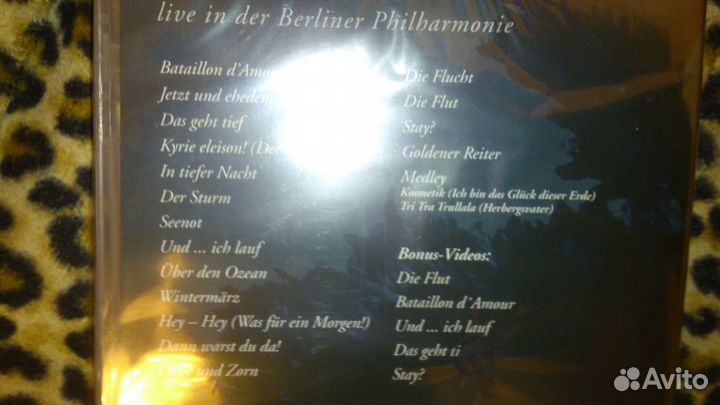 live in der Berliner Philharmonie
Bataillon d'Amour
Jetzt und ehedem
Das geht tief
Kyrie eleison!
In tiefer Nacht
Der Sturm
Seenot
Und ... ich lauf
Über den Ozean
Wintermärz
Hey – Hey (Was für ein Morgen!)
Dann warst du da!
und Zorn
Die Flucht
Die Flut
Stay?
Goldener Reiter
Medley
Kosmetik (Ich bin das Glück dieser Erde)
Tri Tra Trullala (Herbergsvater)
Bonus-Videos:
Die Flut
Bataillon d´Amour
Und ... ich lauf
Das geht ti
Stay?
Avito